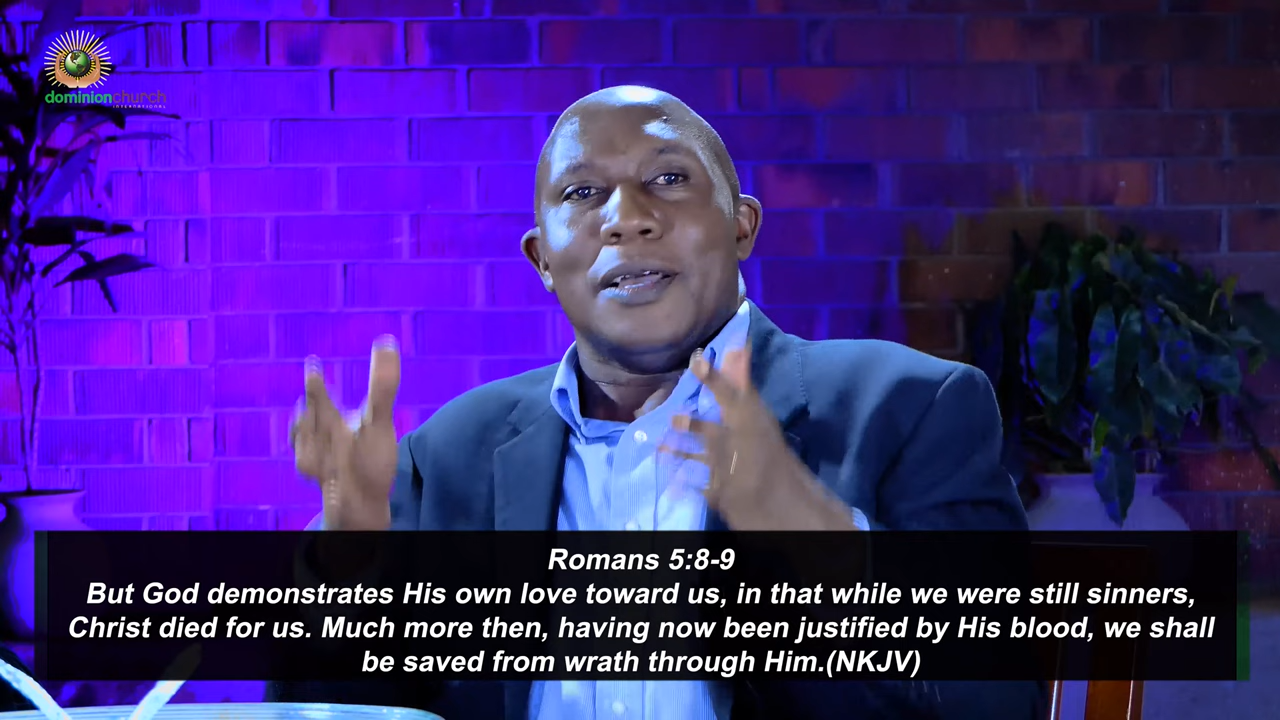 dominionchurch
INTERNATIONAL
Romans 5:8-9
But God demonstrates His own love toward us, in that while we were still sinners,
Christ died for us. Much more then, having now been justified by His blood, we shall
be saved from wrath through Him.(NKJV)